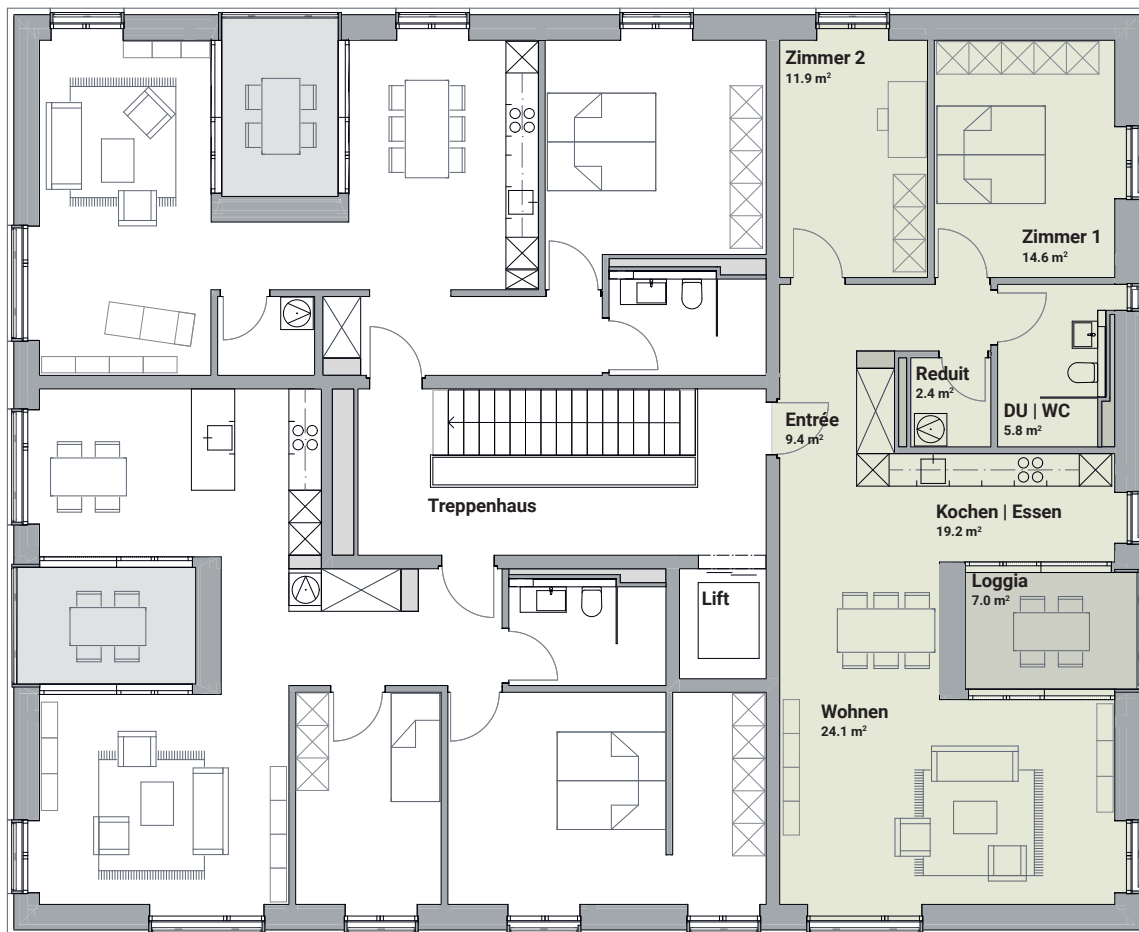 Zimmer 2
11.9 m²
Zimmer 1
14.6 m²
Reduit
2.4 m²
DU | WC
5.8 m²
Entrée
9.4 m²
Treppenhaus
Kochen | Essen
19.2 m²
Lift
Loggia
7.0 m²
Wohnen
24.1 m²